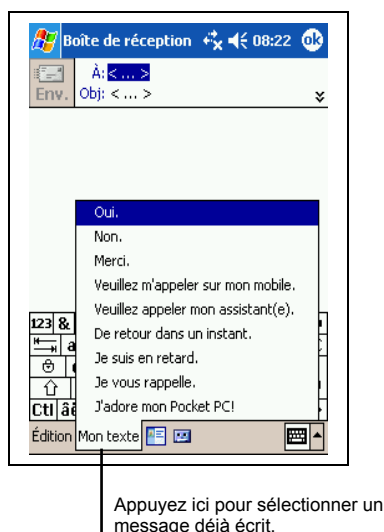 Boîte de réception 08:22 ok
À: < ... >
Env. Obj: < ... >
Oui.
Non.
Merci.
Veuillez m'appeler sur mon mobile.
Veuillez appeler mon assistant(e).
De retour dans un instant.
Je suis en retard.
Je vous rappelle.
J'adore mon Pocket PC!
123 &
a
Ctl áë
Édition Mon texte
Appuyez ici pour sélectionner un
message déjà écrit.